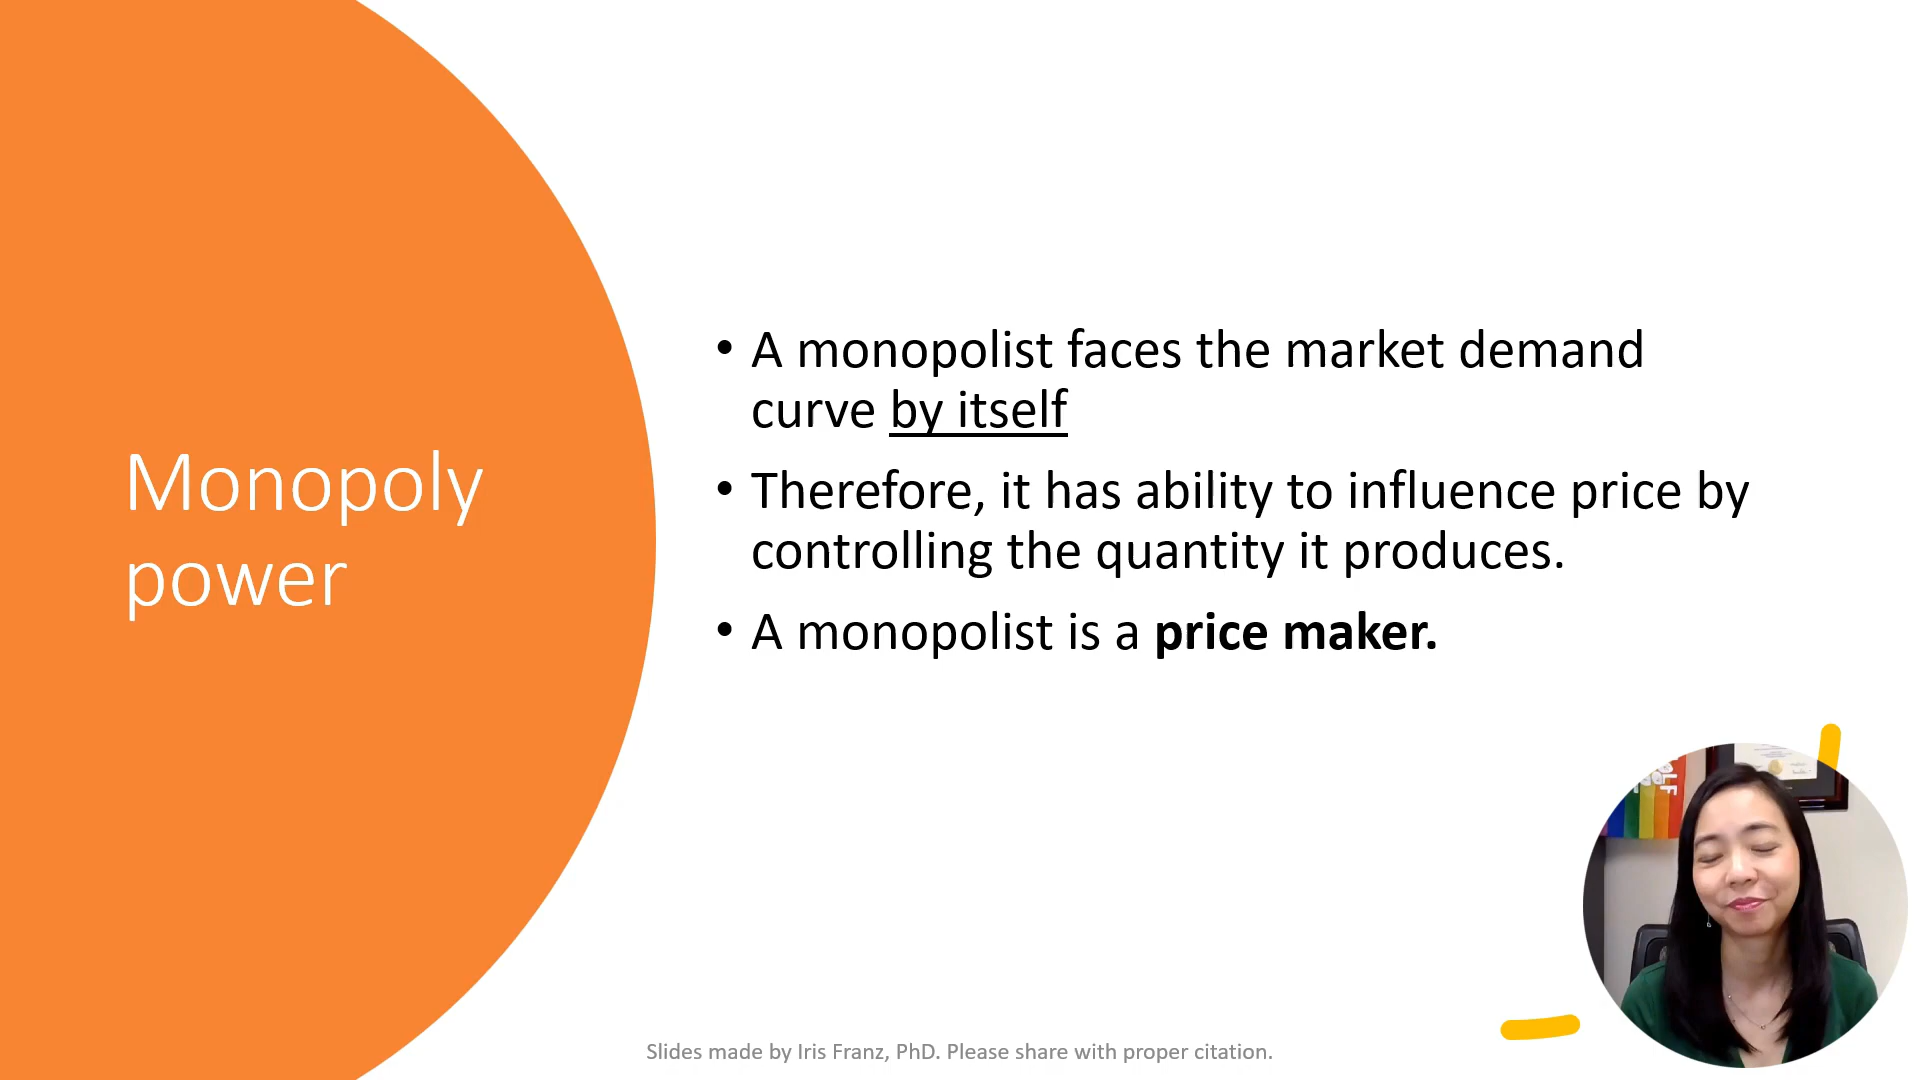 Monopoly
power
• A monopolist faces the market demand
curve by itself
• Therefore, it has ability to influence price by
controlling the quantity it produces.
• A monopolist is a price maker.
Slides made by Iris Franz, PhD. Please share with proper citation.